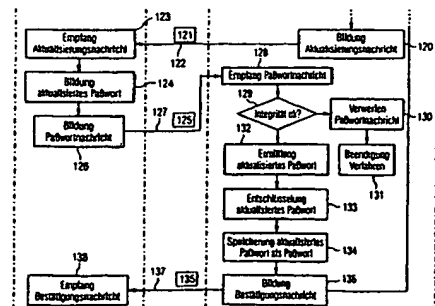 123
Empfang
Aktualisierungsnachricht
121
122
Bildung
Aktualisierungsnachricht
120
Bildung
aktualisiertes Paßwort
124
128
Empfang Paßwortnachricht
129
Integrität ok?
Verwerfen
Paßwortnachricht
130
127
125
Bildung
Paßwortnachricht
126
132
Ermittlung
aktualisiertes Paßwort
Beendigung
Verfahren
131
Entschlüsselung
aktualisiertes Paßwort
133
Speicherung aktualisiertes
Paßwort als Paßwort
134
138
Empfang
Bestätigungsnachricht
137
135
Bildung
Bestätigungsnachricht
136